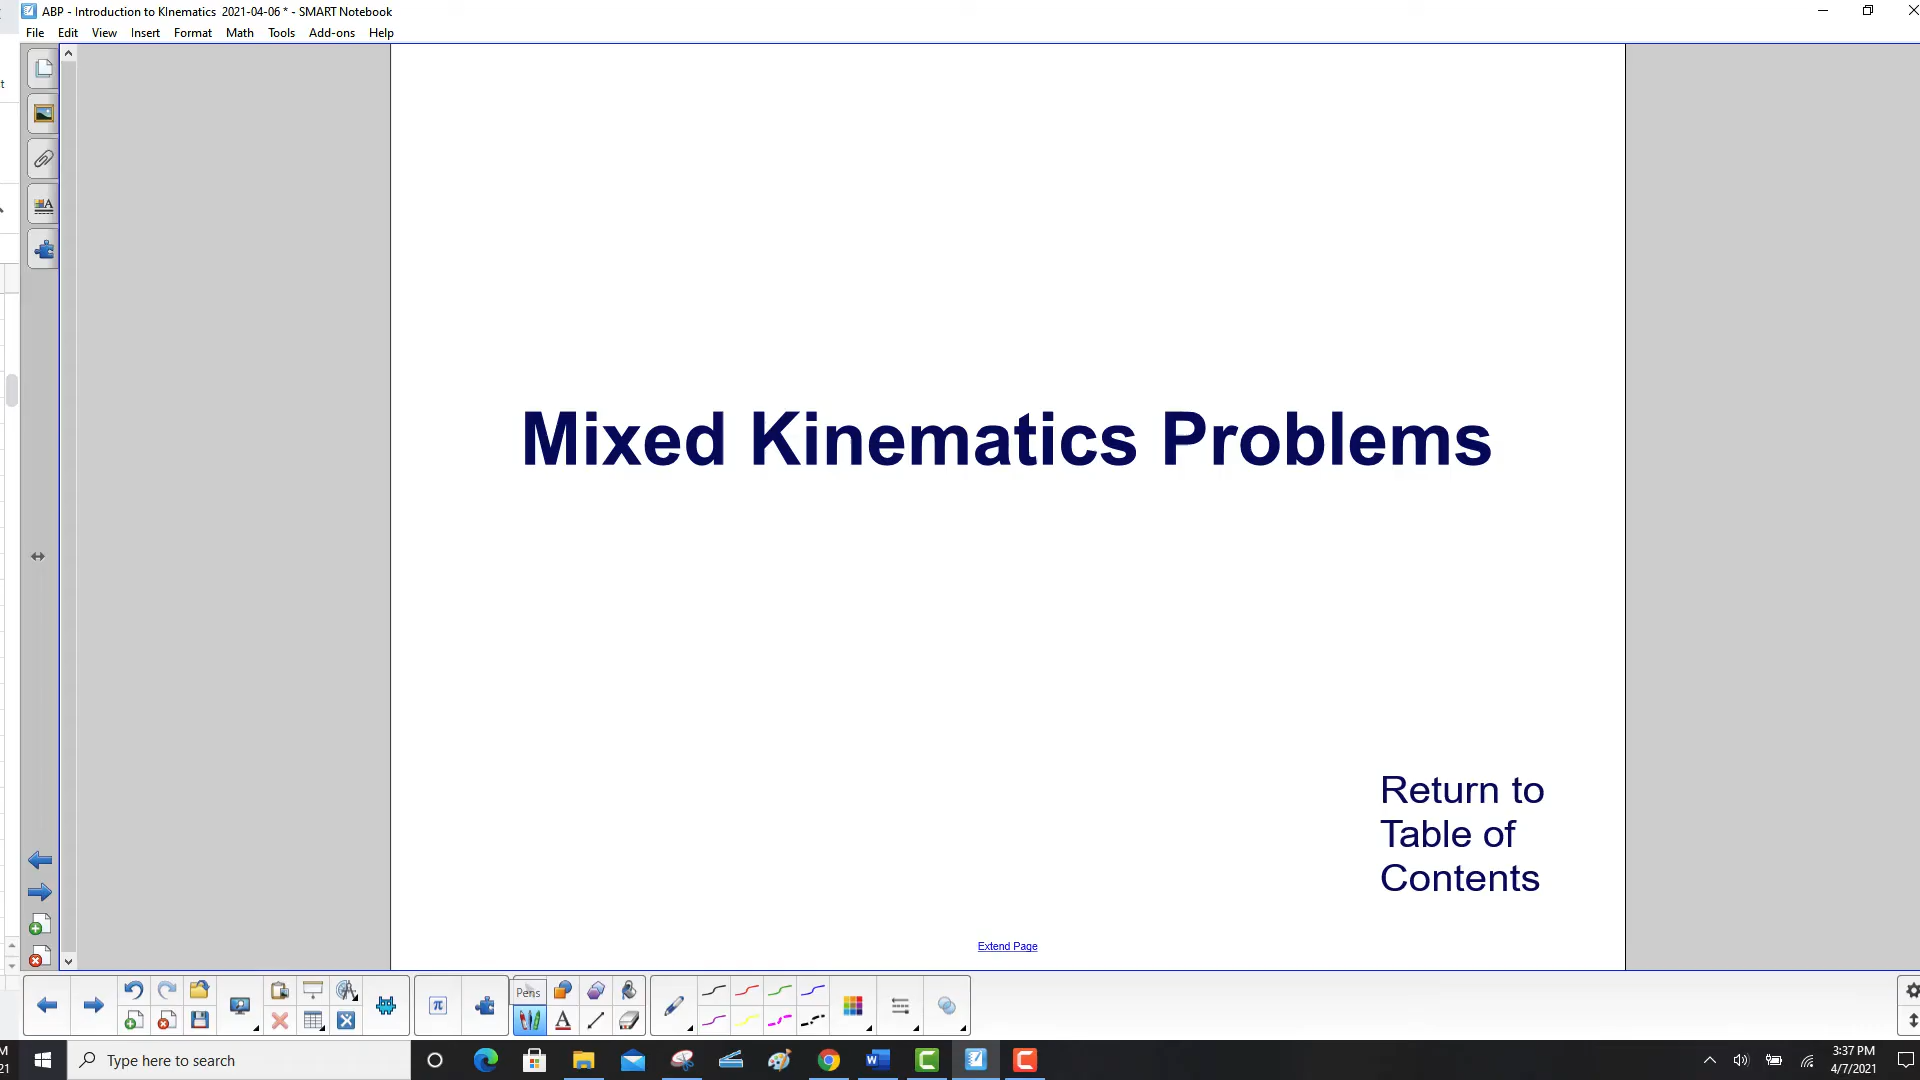 ABP - Introduction to KInematics 2021-04-06 * - SMART Notebook
File Edit View Insert Format Math Tools Add-ons Help
Mixed Kinematics Problems
Return to
Table of
Contents
Extend Page
Pens
Type here to search
3:37 PM
4/7/2021